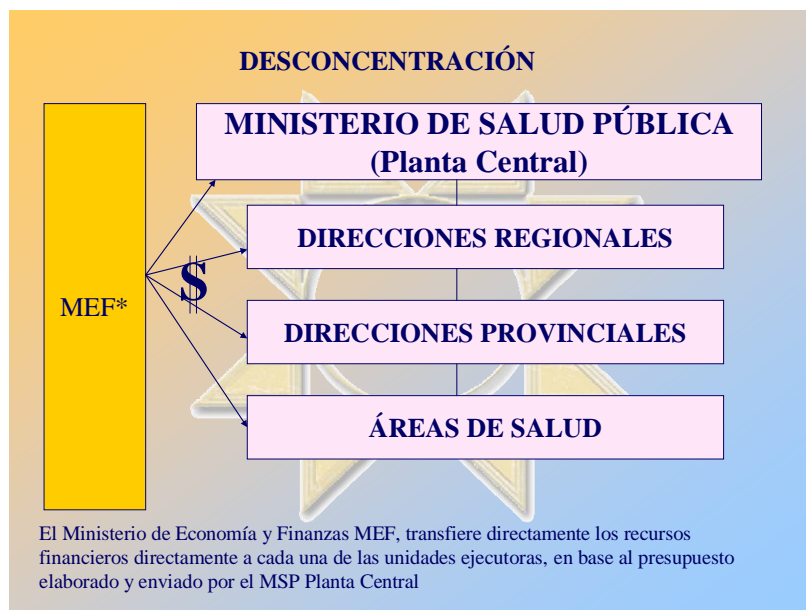 DESCONCENTRACIÓN
MINISTERIO DE SALUD PÚBLICA
(Planta Central)
DIRECCIONES REGIONALES
$
MEF*
DIRECCIONES PROVINCIALES
ÁREAS DE SALUD
El Ministerio de Economía y Finanzas MEF, transfiere directamente los recursos
financieros directamente a cada una de las unidades ejecutoras, en base al presupuesto
elaborado y enviado por el MSP Planta Central